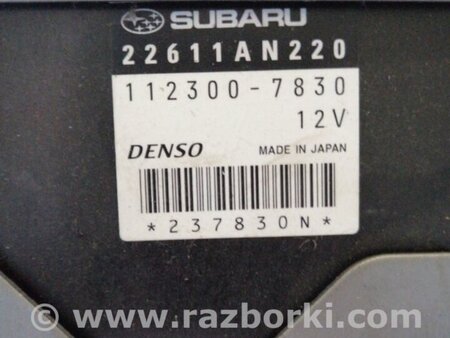 SUBARU
22611AN220
112300-7830
12V
DENSO MADE IN JAPAN
*237830N*
© www.razborki.com